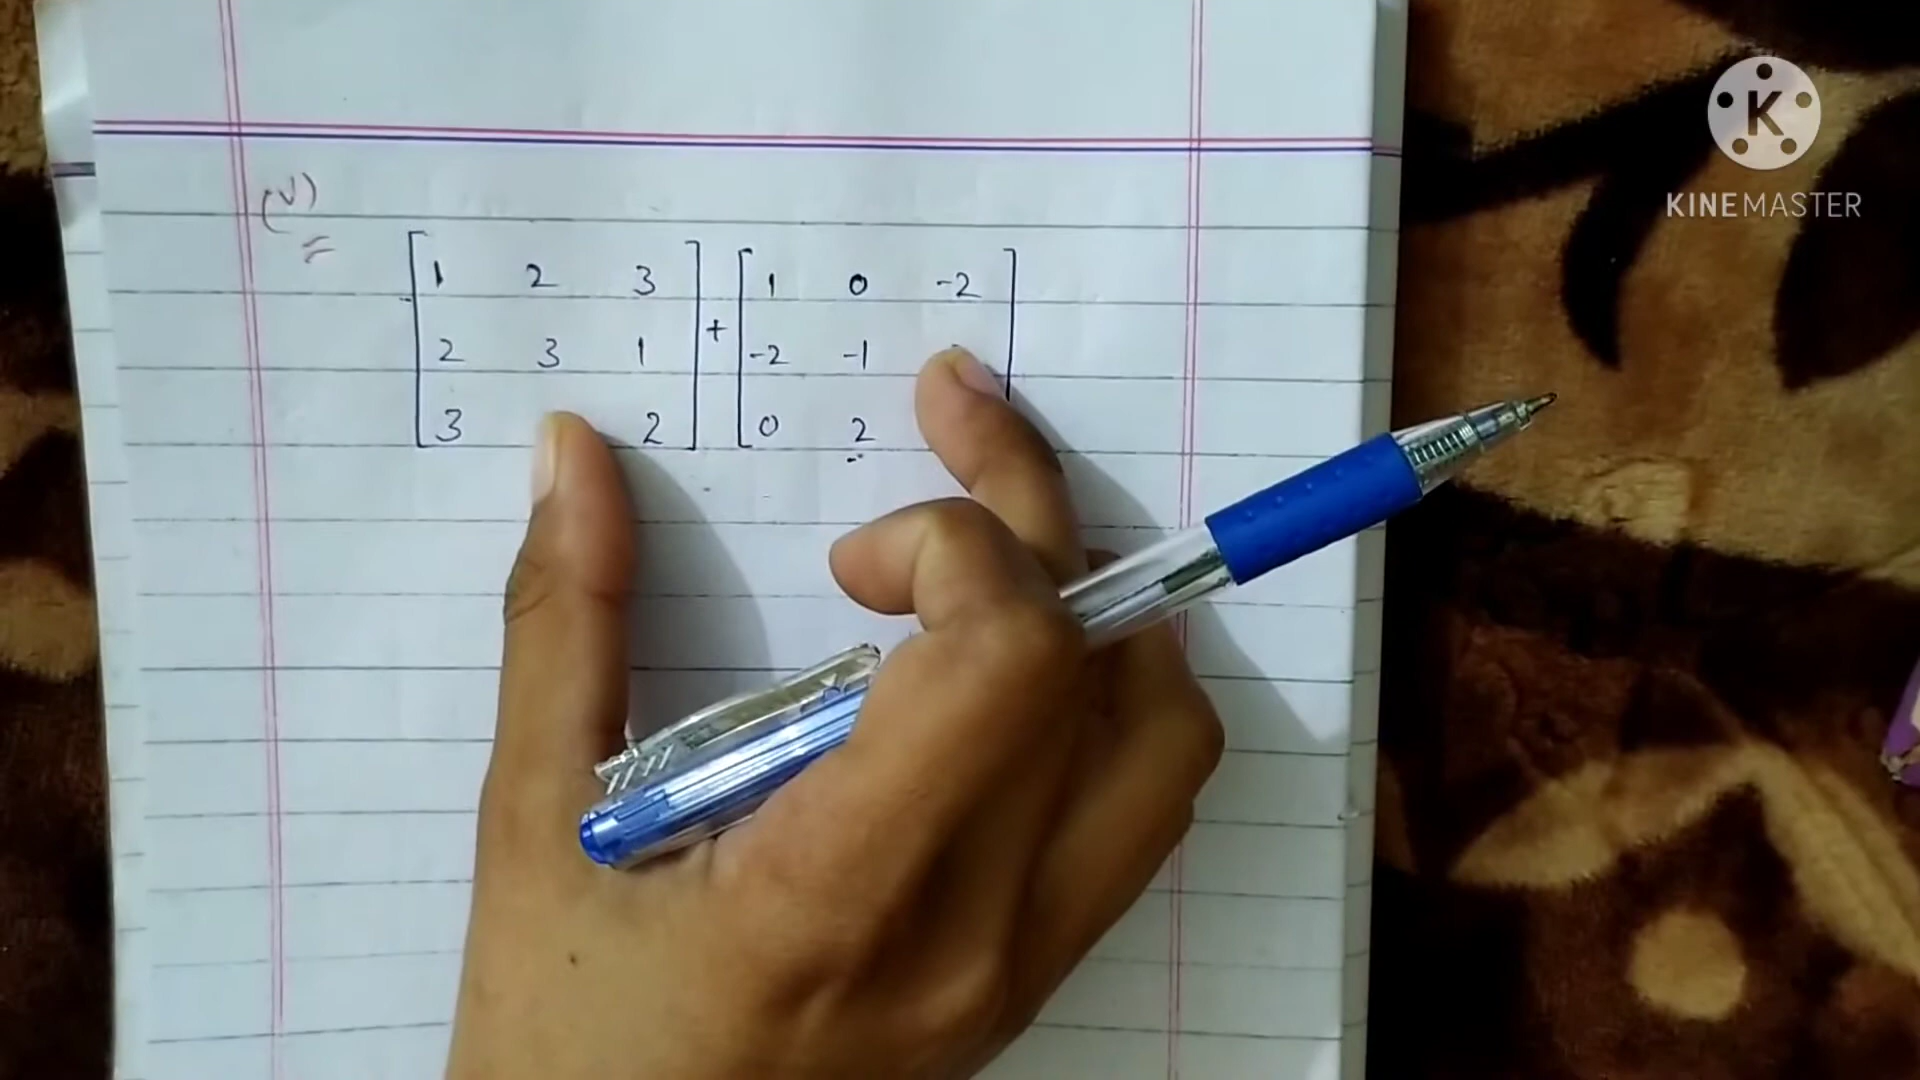 (V)
1 2 3 1 0 -2
2 3 1 + -2 -1
3 2 0 2
K
KINEMASTER